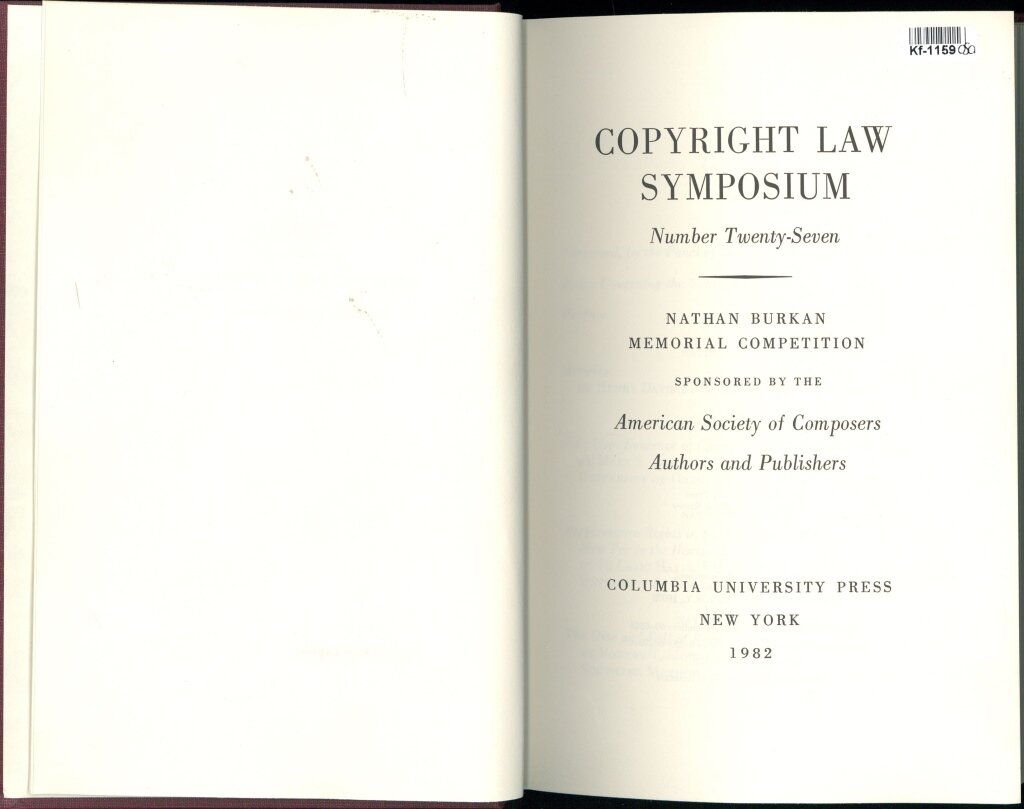 Kf-1159
COPYRIGHT LAW
SYMPOSIUM
Number Twenty-Seven
NATHAN BURKAN
MEMORIAL COMPETITION
SPONSORED BY THE
American Society of Composers
Authors and Publishers
COLUMBIA UNIVERSITY PRESS
NEW YORK
1982